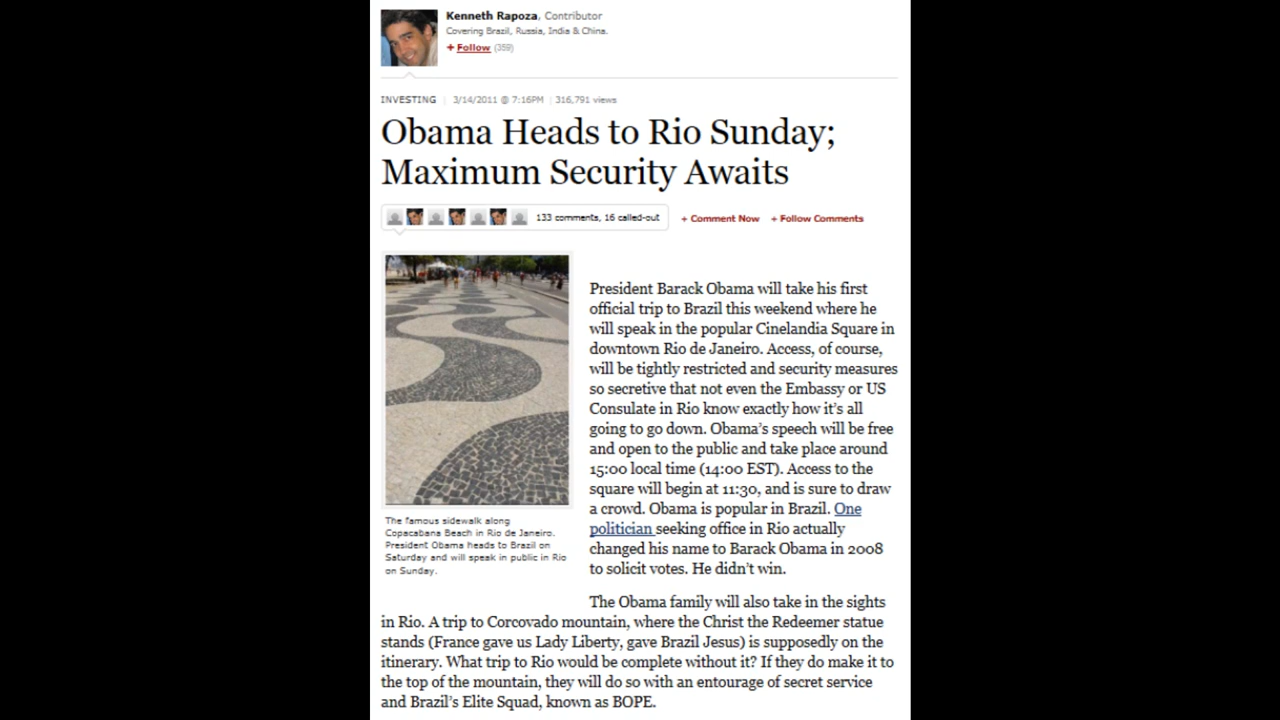 Kenneth Rapoza, Contributor
Covering Brazil, Russia, India & China.
+ Follow (359)
INVESTING | 3/14/2011 @ 7:16PM | 316,791 views
Obama Heads to Rio Sunday;
Maximum Security Awaits
133 comments, 16 called-out
+ Comment Now + Follow Comments
President Barack Obama will take his first
official trip to Brazil this weekend where he
will speak in the popular Cinelandia Square in
downtown Rio de Janeiro. Access, of course,
will be tightly restricted and security measures
so secretive that not even the Embassy or US
Consulate in Rio know exactly how it's all
going to go down. Obama's speech will be free
and open to the public and take place around
15:00 local time (14:00 EST). Access to the
square will begin at 11:30, and is sure to draw
a crowd. Obama is popular in Brazil. One
politician seeking office in Rio actually
changed his name to Barack Obama in 2008
to solicit votes. He didn't win.
The famous sidewalk along
Copacabana Beach in Rio de Janeiro.
President Obama heads to Brazil on
Saturday and will speak in public in Rio
on Sunday.
The Obama family will also take in the sights
in Rio. A trip to Corcovado mountain, where the Christ the Redeemer statue
stands (France gave us Lady Liberty, gave Brazil Jesus) is supposedly on the
itinerary. What trip to Rio would be complete without it? If they do make it to
the top of the mountain, they will do so with an entourage of secret service
and Brazil's Elite Squad, known as BOPE.